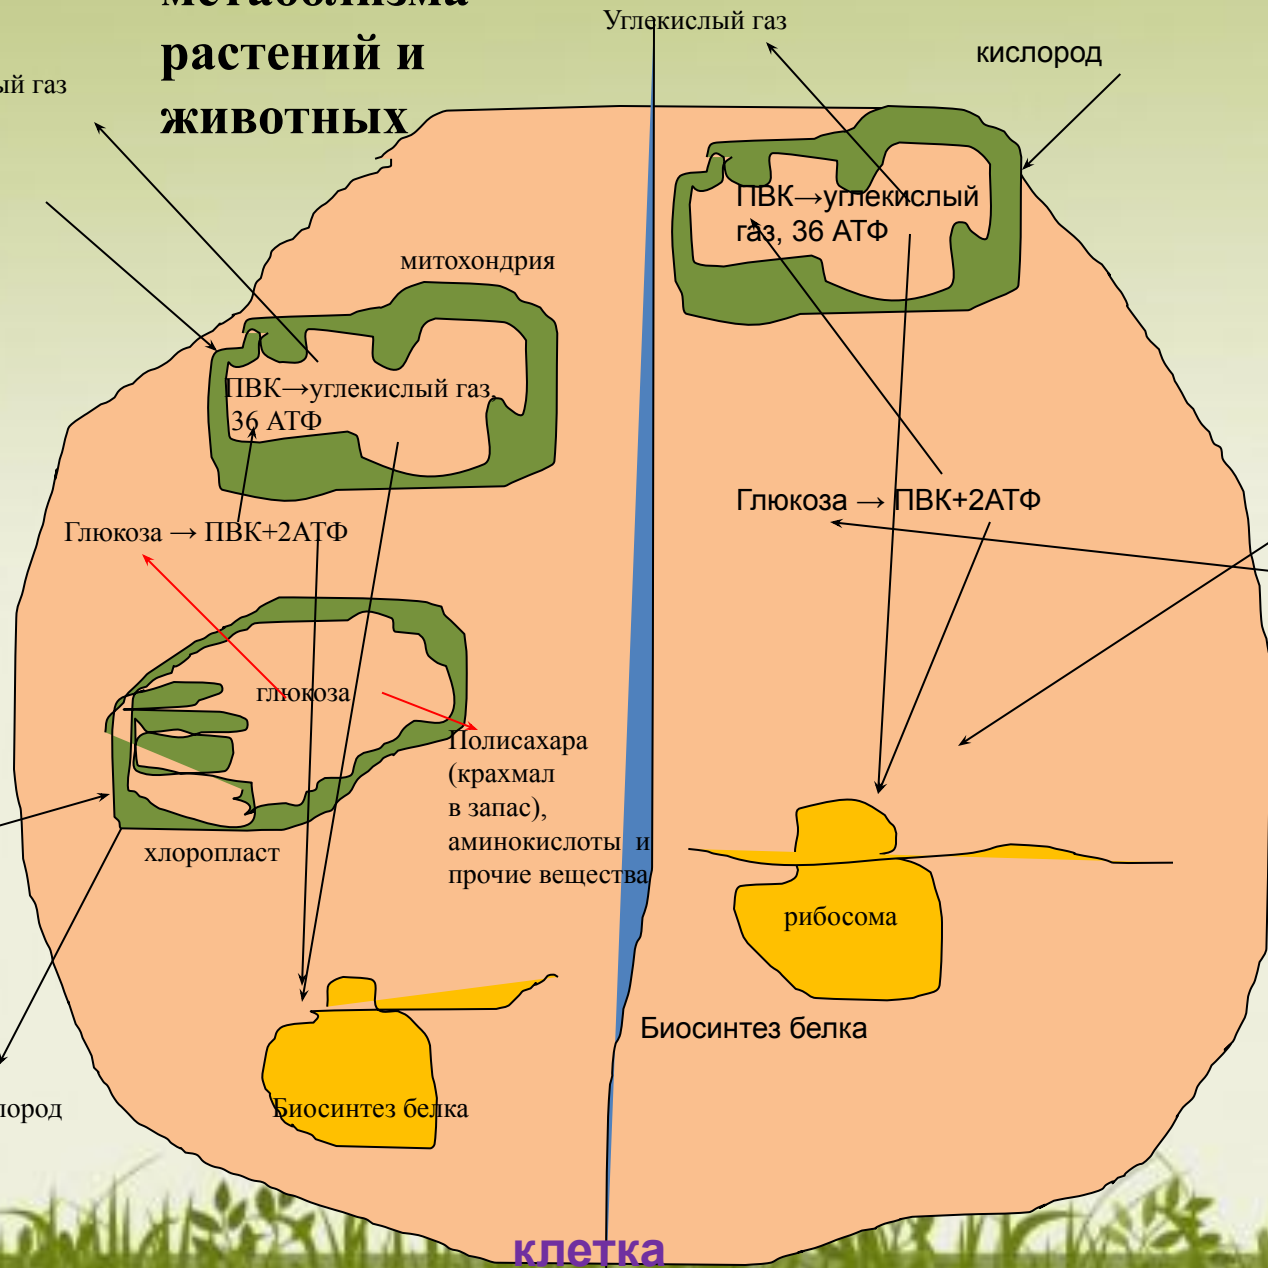 метаболизма
растений и
животных
Углекислый газ
кислород
ый газ
ПВК→углекислый
газ, 36 АТФ
митохондрия
ПВК→углекислый газ,
36 АТФ
Глюкоза → ПВК+2АТФ
Глюкоза → ПВК+2АТФ
глюкоза
Полисахара
(крахмал
в запас),
аминокислоты и
прочие вещества
хлоропласт
рибосома
Биосинтез белка
лород
Биосинтез белка
клетка